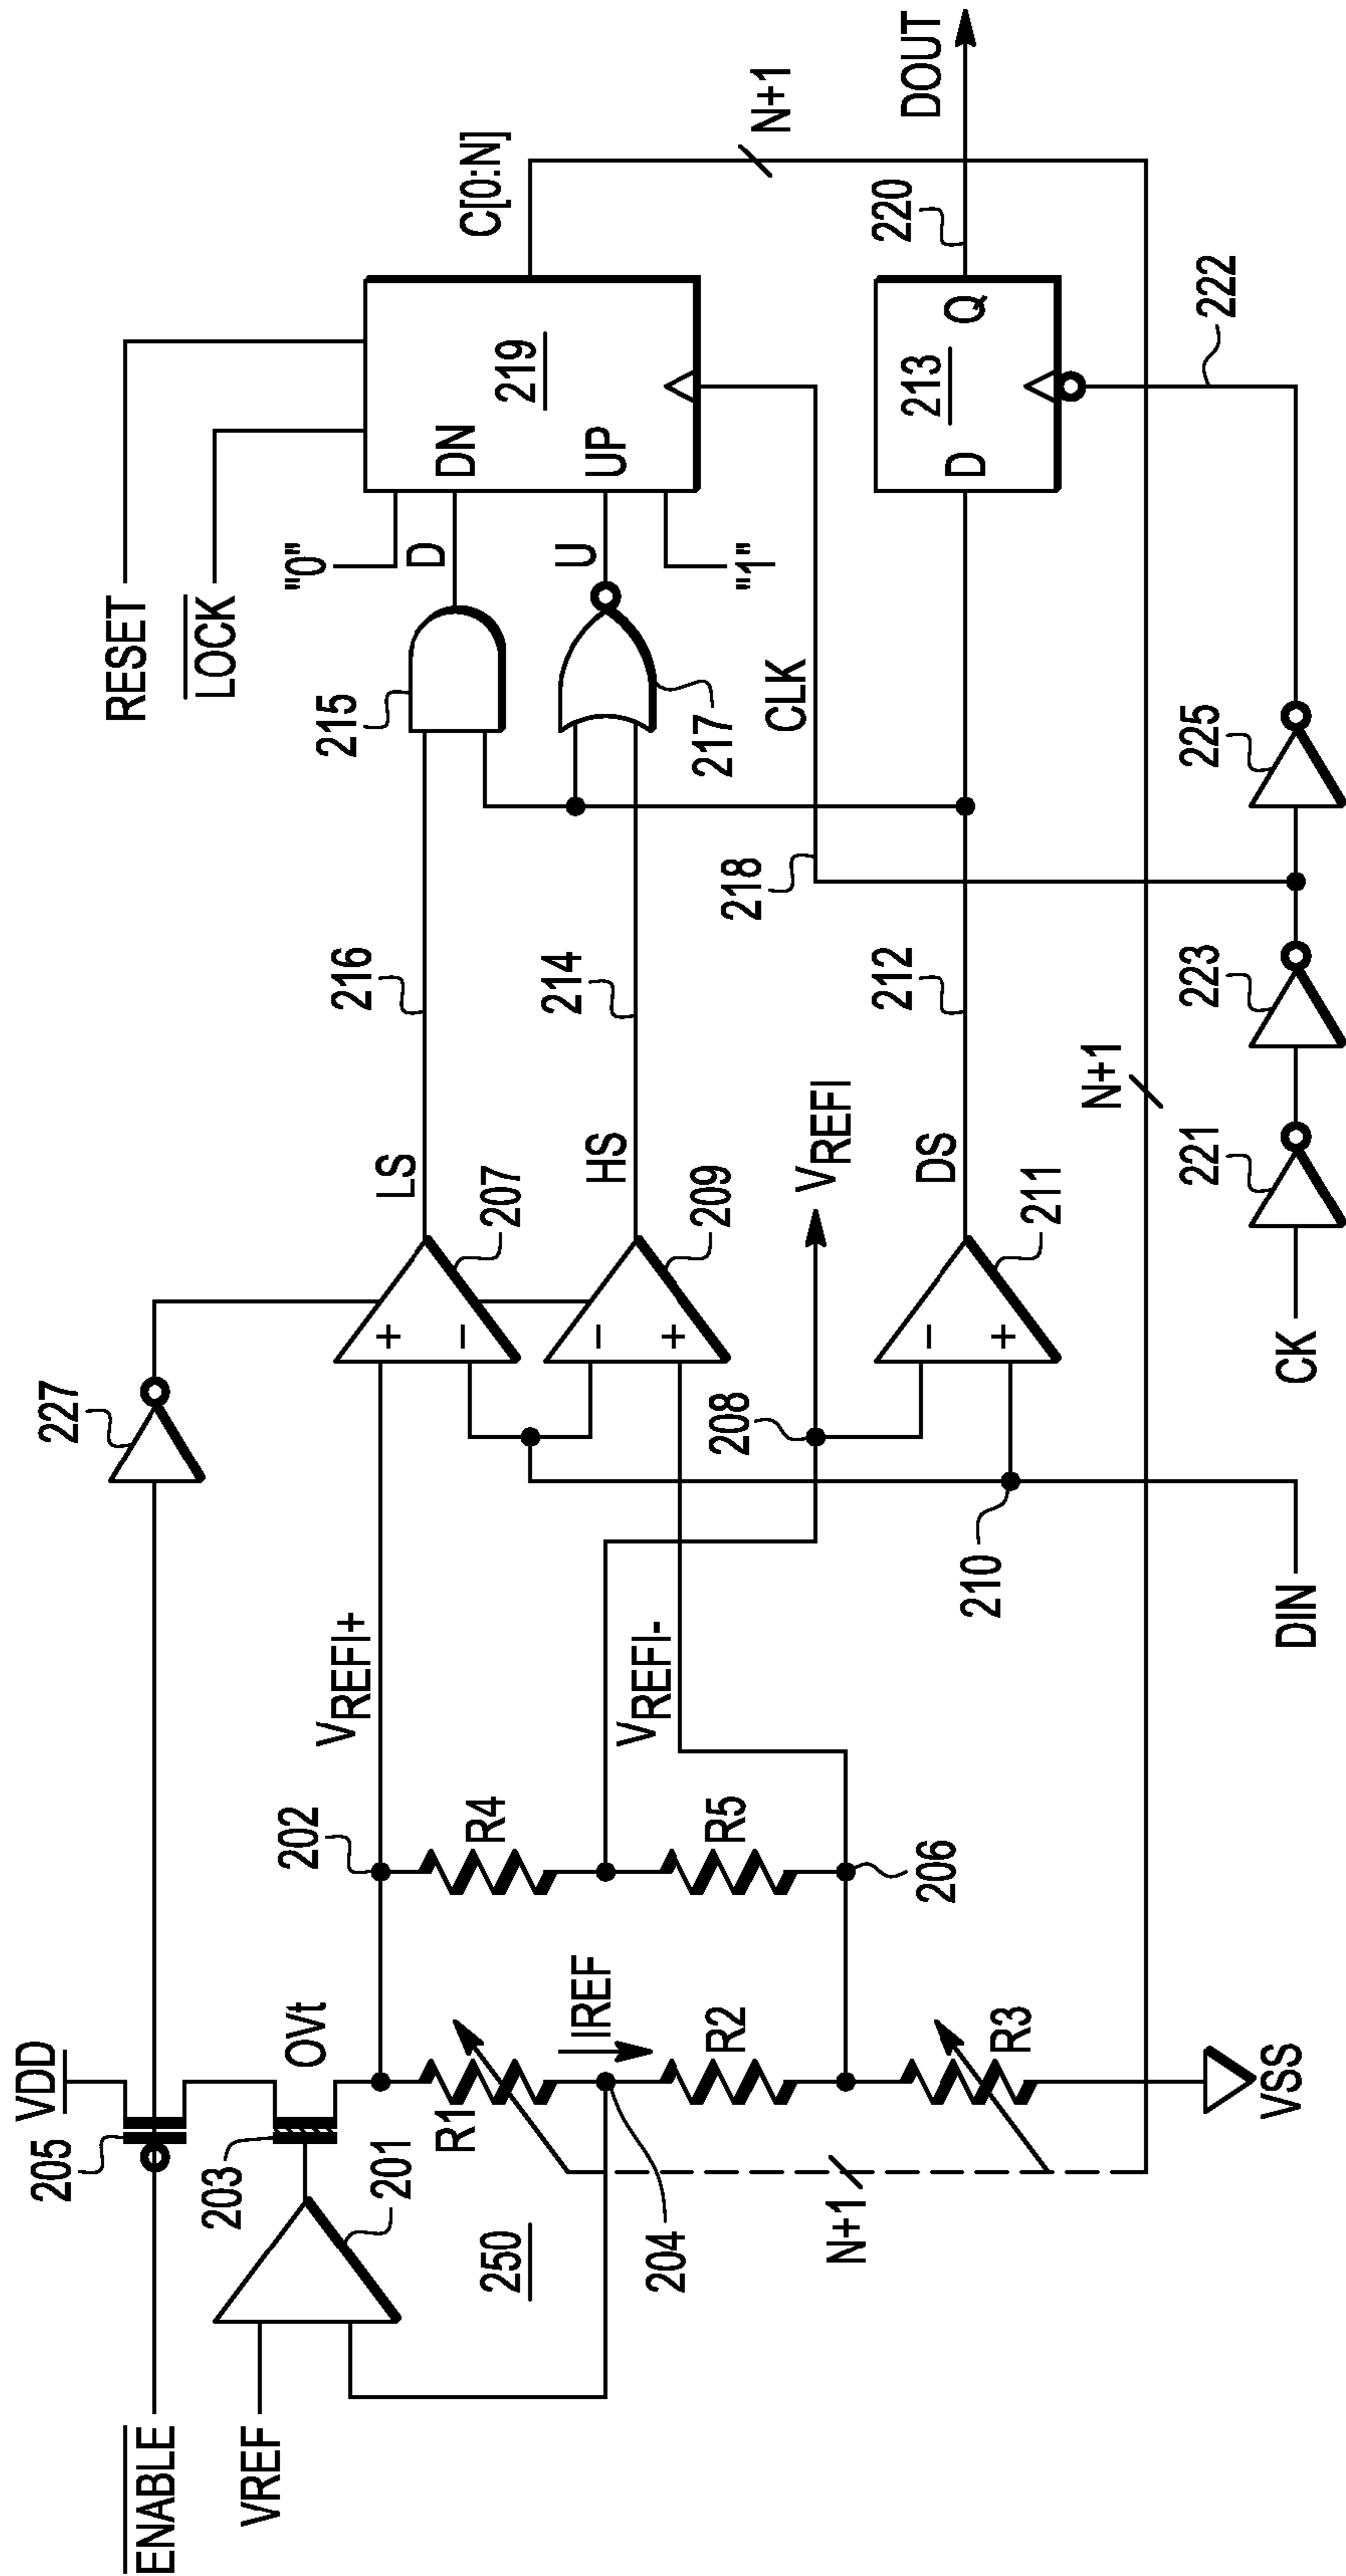 RESET
LOCK
"0"
D
DN
U
UP
"1"
219
C[0:N]
N+1
215
217
CLK
218
216
214
212
LS
HS
DS
207
209
211
227
VREFI+
VREFI-
VREFI
208
210
DIN
D
Q
213
220
DOUT
222
CK
221
223
225
N+1
VDD
205
203
OVt
201
ENABLE
VREF
250
202
204
206
R1
R2
R3
R4
R5
IREF
N+1
VSS